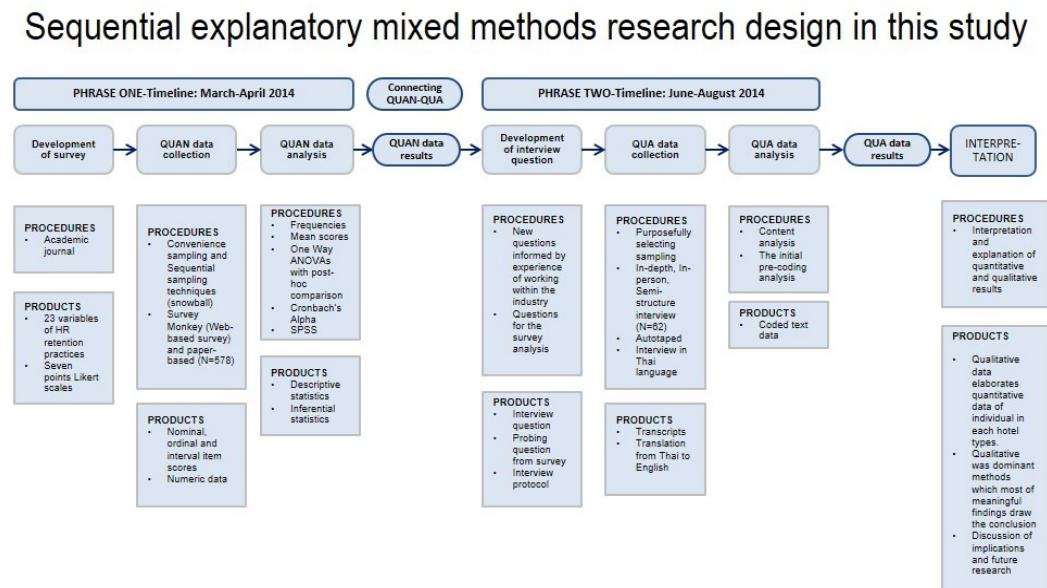 Sequential explanatory mixed methods research design in this study
PHRASE ONE-Timeline: March-April 2014
Connecting
QUAN-QUA
PHRASE TWO-Timeline: June-August 2014
Development
of survey
QUAN data
collection
QUAN data
analysis
QUAN data
results
Development
of interview
question
QUA data
collection
QUA data
analysis
QUA data
results
INTERPRE-
TATION
PROCEDURES
• Academic
journal
PRODUCTS
• 23 variables
of HR
retention
practices
• Seven
points Likert
scales
PROCEDURES
• Convenience
sampling and
Sequential
sampling
techniques
(snowball)
• Survey
Monkey (Web-
based survey)
and paper-
based (N=578)
PRODUCTS
• Nominal,
ordinal and
interval item
scores
• Numeric data
PROCEDURES
• Frequencies
• Mean scores
• One Way
ANOVAs
with post-
hoc
comparison
• Cronbach's
Alpha
• SPSS
PRODUCTS
• Descriptive
statistics
• Inferential
statistics
PROCEDURES
• New
questions
informed by
experience
of working
within the
industry
• Questions
for the
survey
analysis
PRODUCTS
• Interview
question
• Probing
question
from survey
• Interview
protocol
PROCEDURES
• Purposefully
selecting
sampling
• In-depth, In-
person,
Semi-
structure
interview
(N=62)
• Autotaped
• Interview in
Thai
language
PRODUCTS
• Transcripts
• Translation
from Thai to
English
PROCEDURES
• Content
analysis
• The initial
pre-coding
analysis
PRODUCTS
• Coded text
data
PROCEDURES
• Interpretation
and
explanation of
quantitative
and qualitative
results
PRODUCTS
• Qualitative
data
elaborates
quantitative
data of
individual in
each hotel
types.
• Qualitative
was dominant
methods
which most of
meaningful
findings draw
the conclusion
• Discussion of
implications
and future
research